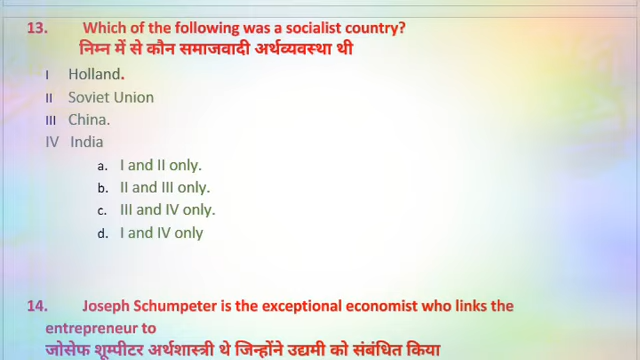 13. Which of the following was a socialist country?
निम्न में से कौन समाजवादी अर्थव्यवस्था थी
I Holland.
II Soviet Union
III China.
IV India
a. I and II only.
b. II and III only.
c. III and IV only.
d. I and IV only
14. Joseph Schumpeter is the exceptional economist who links the
entrepreneur to
जोसेफ शूम्पीटर अर्थशास्त्री थे जिन्होंने उद्यमी को संबंधित किया